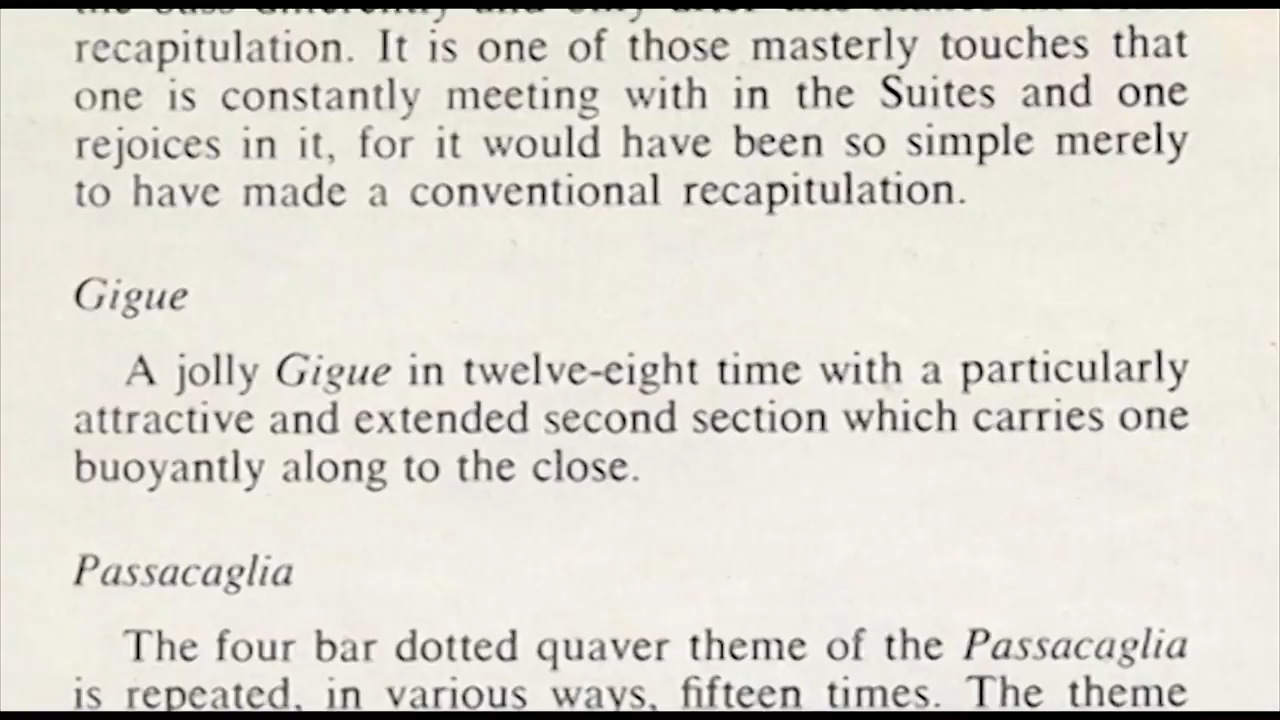 recapitulation. It is one of those masterly touches that
one is constantly meeting with in the Suites and one
rejoices in it, for it would have been so simple merely
to have made a conventional recapitulation.
Gigue
A jolly Gigue in twelve-eight time with a particularly
attractive and extended second section which carries one
buoyantly along to the close.
Passacaglia
The four bar dotted quaver theme of the Passacaglia
is repeated, in various ways, fifteen times. The theme